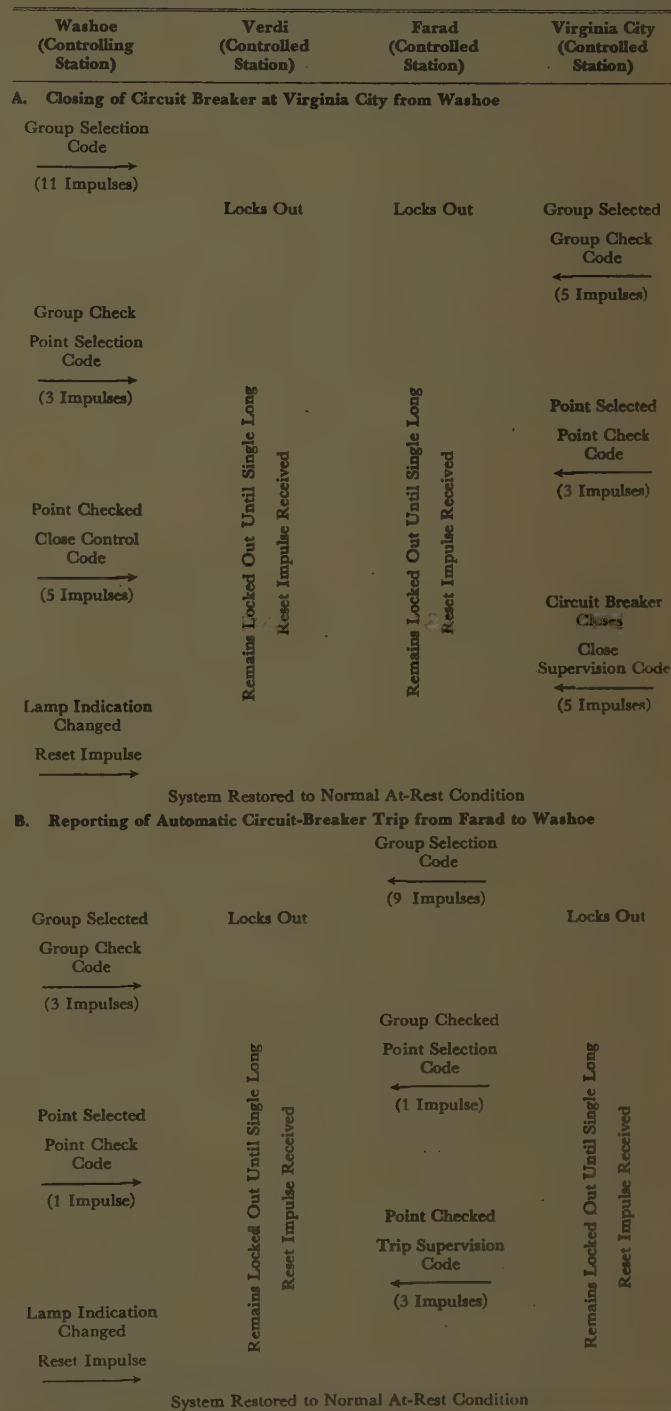 Washoe Verdi Farad Virginia City
(Controlling (Controlled (Controlled (Controlled
Station) Station) Station) Station)
A. Closing of Circuit Breaker at Virginia City from Washoe
Group Selection
Code
(11 Impulses)
Locks Out Locks Out Group Selected
Group Check
Code
(5 Impulses)
Group Check
Point Selection
Code
(3 Impulses)
Remains Locked Out Until Single Long
Reset Impulse Received
Remains Locked Out Until Single Long
Reset Impulse Received
Point Selected
Point Check
Code
(3 Impulses)
Point Checked
Close Control
Code
(5 Impulses)
Circuit Breaker
Closes
Close
Supervision Code
(5 Impulses)
Lamp Indication
Changed
Reset Impulse
System Restored to Normal At-Rest Condition
B. Reporting of Automatic Circuit-Breaker Trip from Farad to Washoe
Group Selection
Code
(9 Impulses)
Group Selected Locks Out Locks Out
Group Check
Code
(3 Impulses)
Group Checked
Point Selection
Code
(1 Impulse)
Remains Locked Out Until Single Long
Reset Impulse Received
Remains Locked Out Until Single Long
Reset Impulse Received
Point Selected
Point Check
Code
(1 Impulse)
Point Checked
Trip Supervision
Code
(3 Impulses)
Lamp Indication
Changed
Reset Impulse
System Restored to Normal At-Rest Condition